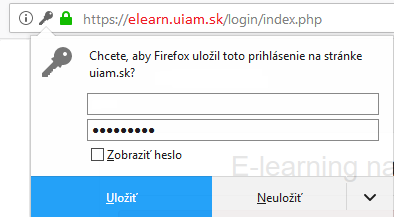 https://elearn.uiam.sk/login/index.php
Chcete, aby Firefox uložil toto prihlásenie na stránke
uiam.sk?
●●●●●●●●●
Zobraziť heslo
E-learning na
Uložiť
Neuložiť